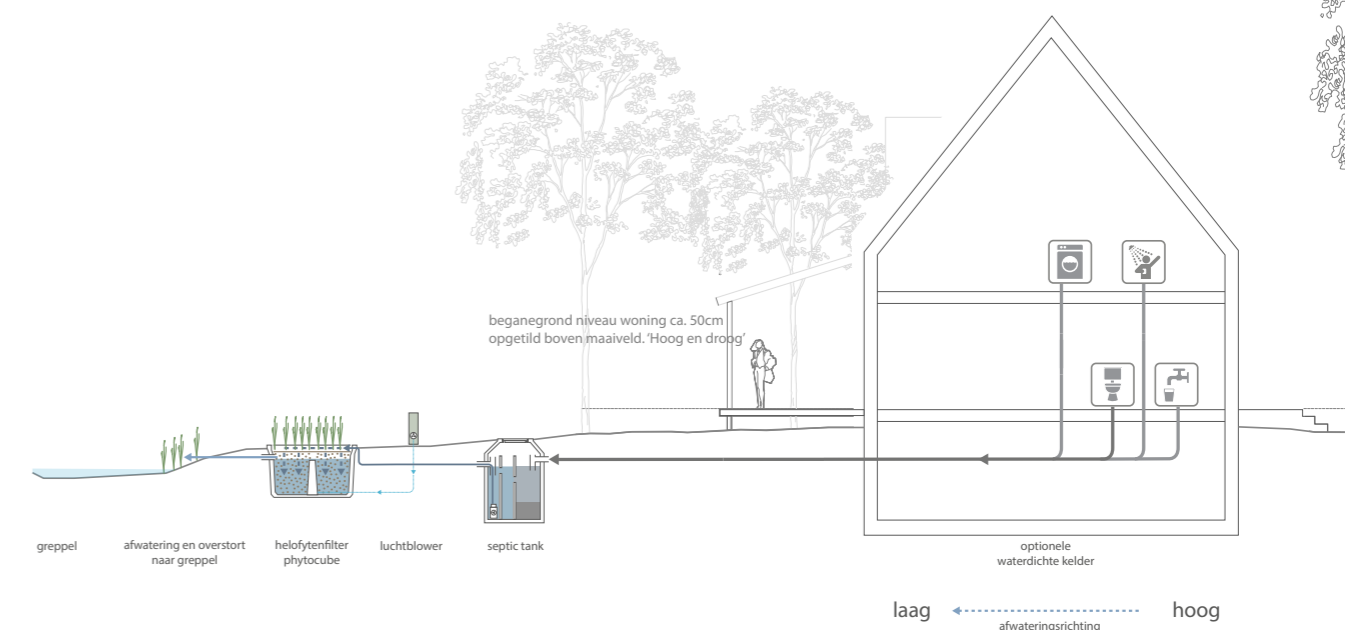 beganegrond niveau woning ca. 50cm
opgetild boven maaiveld. ‘Hoog en droog’
greppel
afwatering en overstort
naar greppel
helofytenfilter
phytocube
luchtblower
septic tank
optionele
waterdichte kelder
laag
hoog
afwateringsrichting